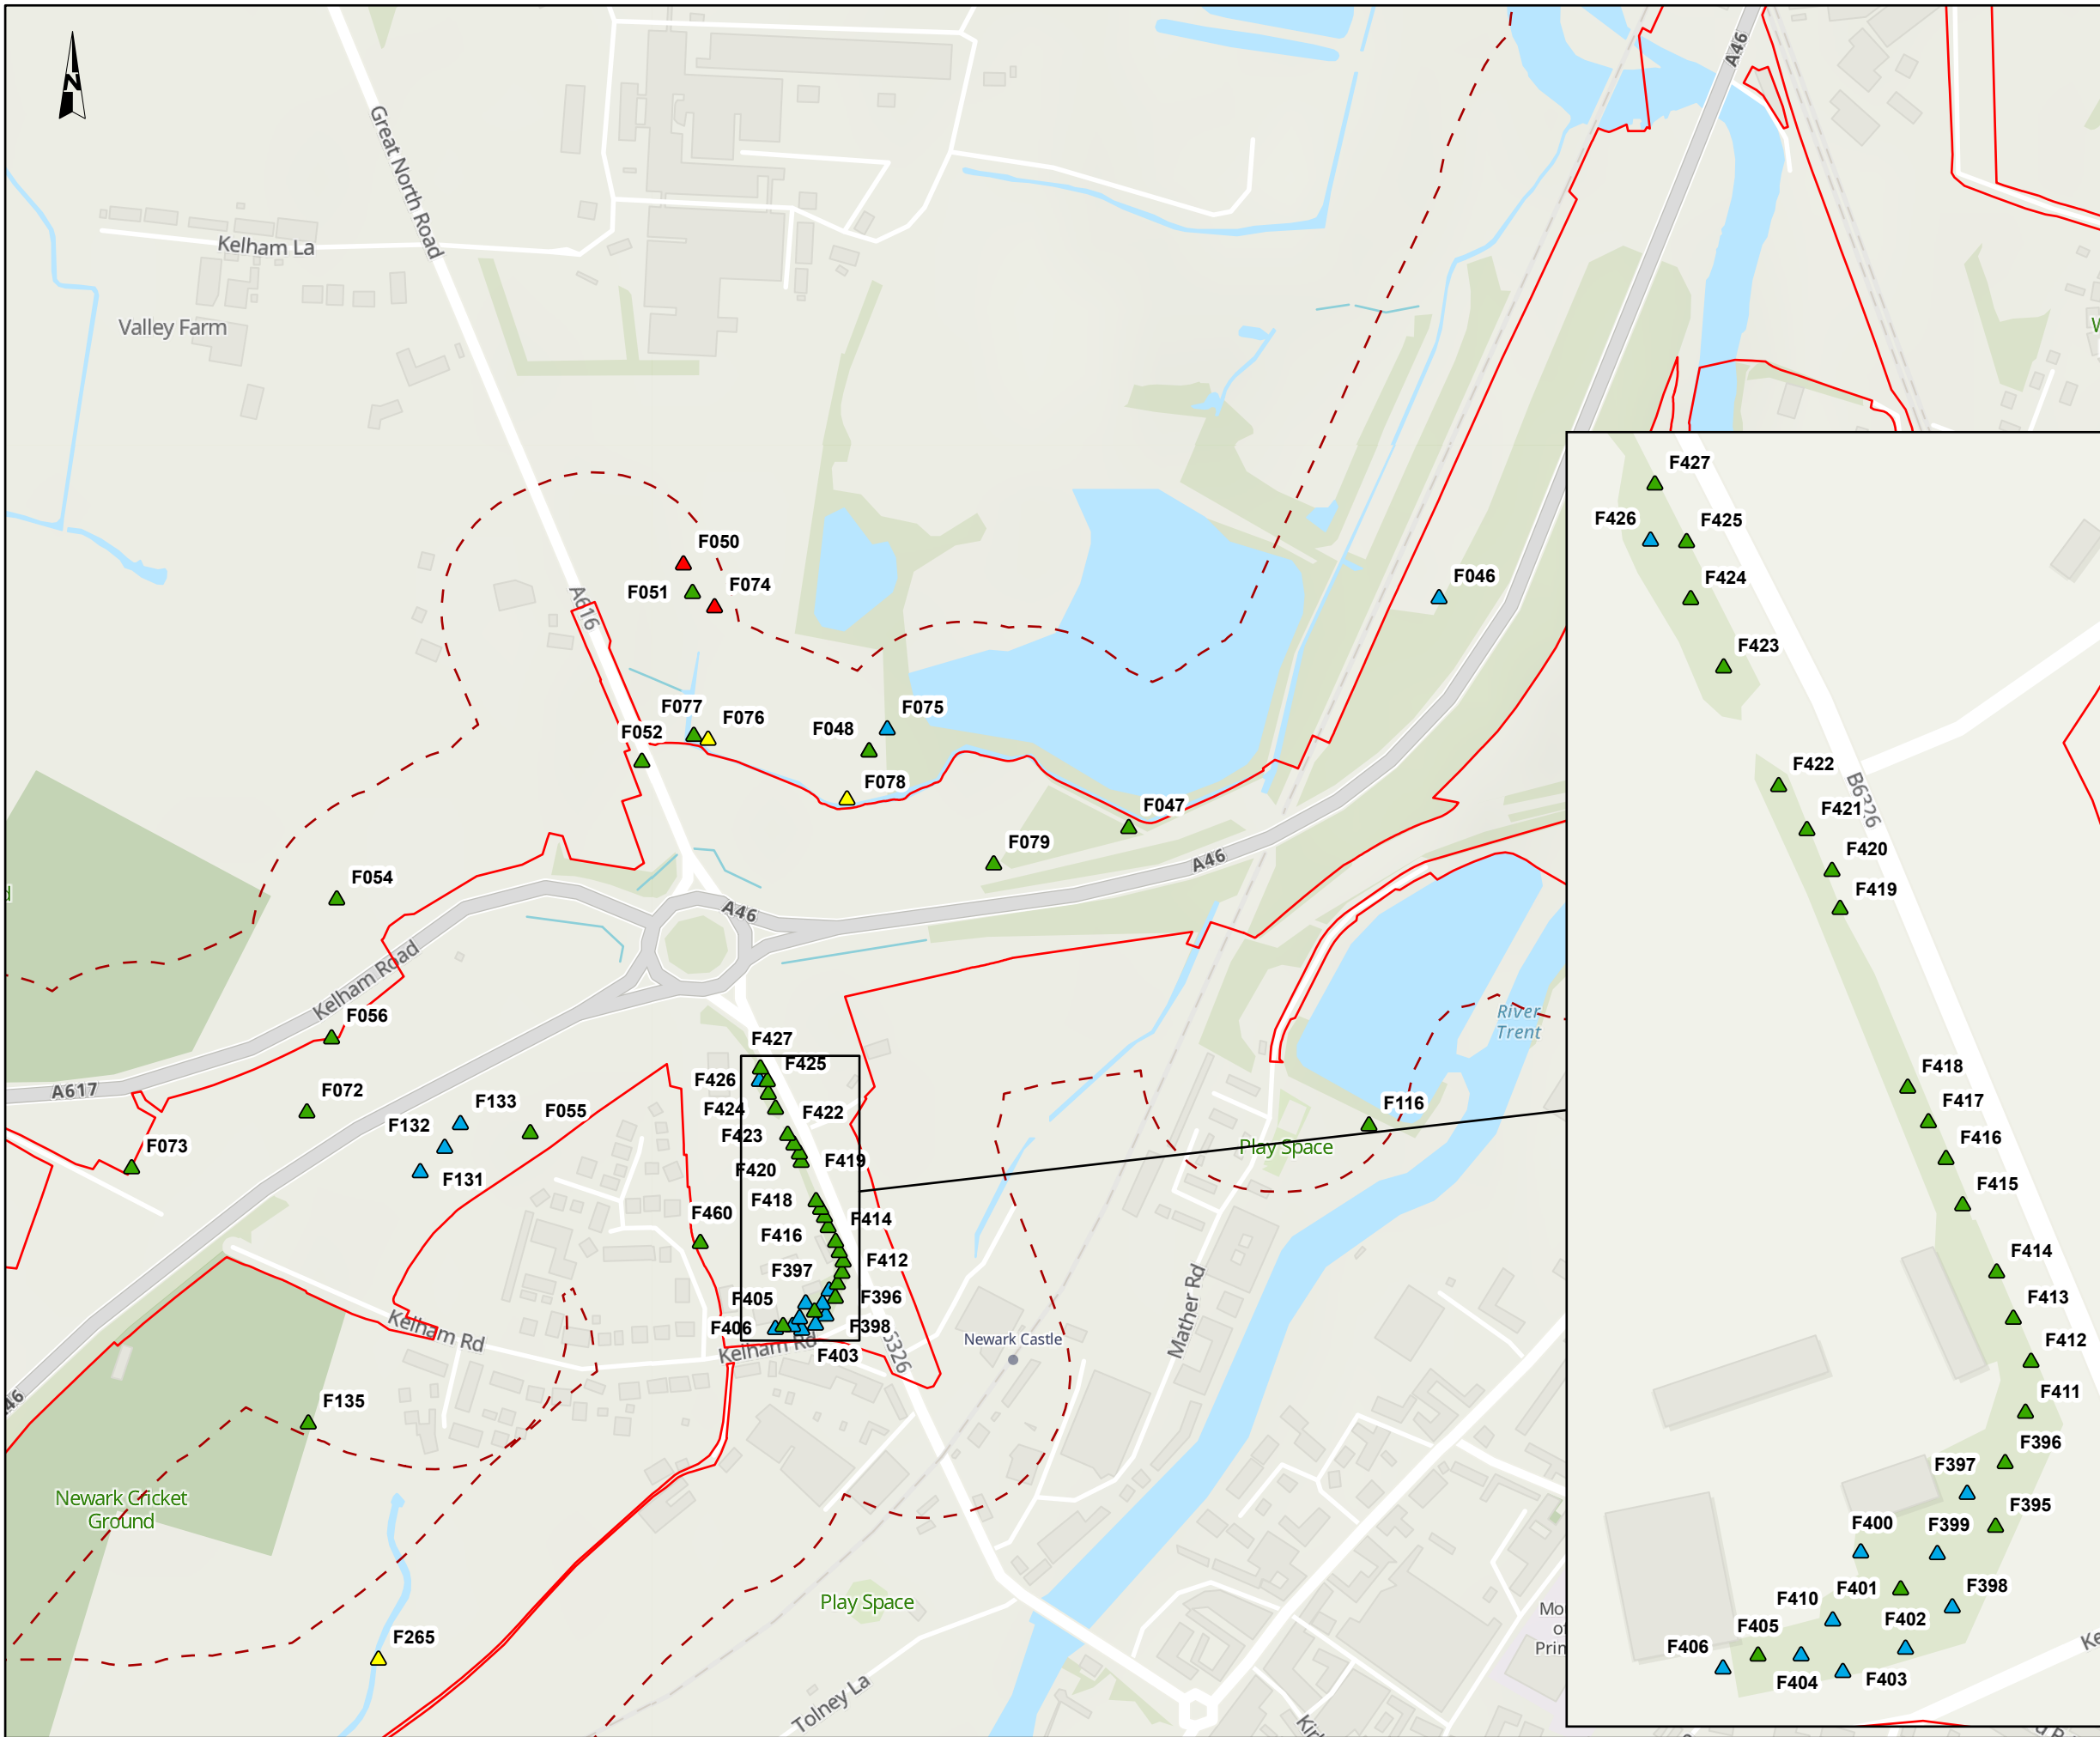 N
A46
Great North Road
Kelham La
Valley Farm
F427
F426
F425
F050
F424
F051
F074
F046
A616
F423
F077
F076
F075
F048
F052
F422
F078
B6326
F047
F421
F079
F420
A46
F054
F419
A46
Kelham Road
River
Trent
F056
F427
F425
F418
F426
A617
F072
F133
F055
F424
F422
F116
F417
F132
F423
Play Space
F416
F073
F420
F419
F131
F415
F418
F460
F414
F416
F412
F414
F397
F413
F405
F396
Kelham Rd
F406
F398
Newark Castle
F412
Kelham Rd
F403
Mather Rd
F411
F135
F396
F397
Newark Cricket
Ground
F395
F400
F399
F401
F398
F410
F402
Play Space
F405
F265
F406
F404
F403
Tolney La